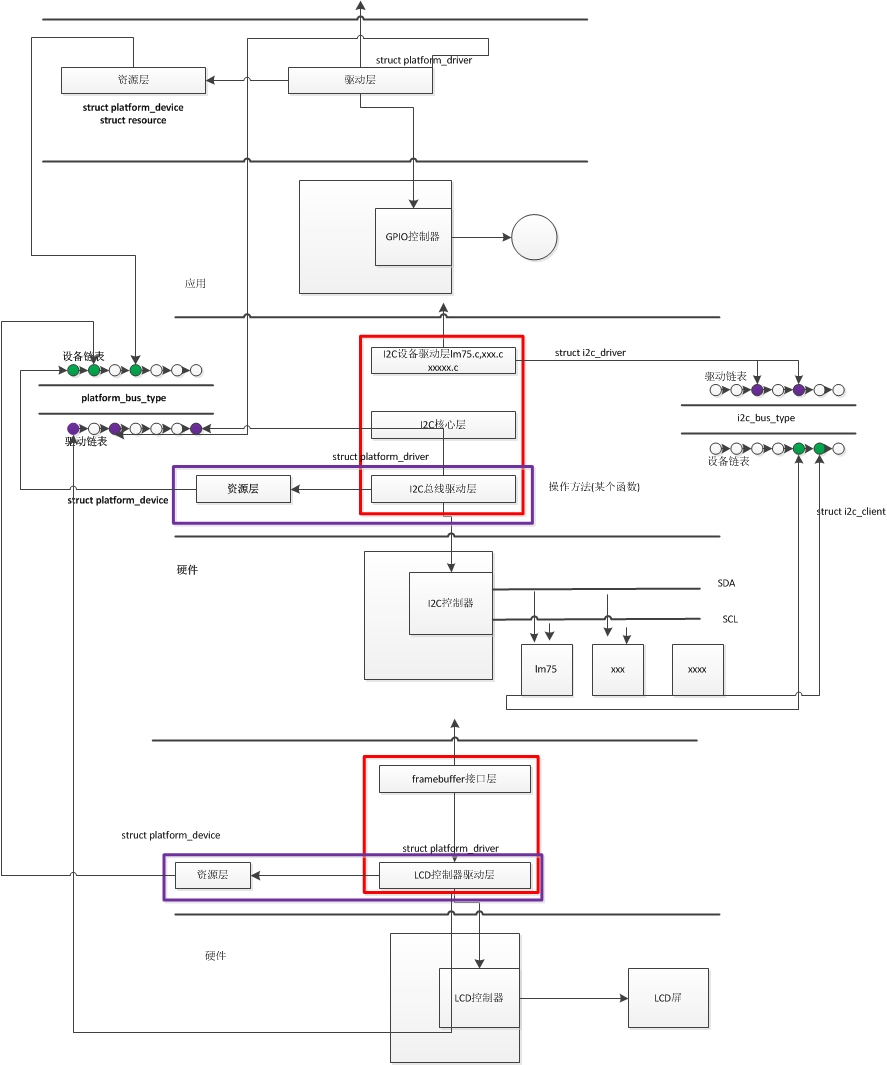 struct platform_driver
资源层
驱动层
struct platform_device
struct resource
GPIO控制器
应用
I2C设备驱动层lm75.c,xxx.c
xxxxx.c
struct i2c_driver
设备链表
platform_bus_type
驱动链表
驱动链表
i2c_bus_type
设备链表
I2C核心层
struct platform_driver
资源层
I2C总线驱动层
操作方法(某个函数)
struct platform_device
struct i2c_client
硬件
I2C控制器
SDA
SCL
lm75
xxx
xxxx
framebuffer接口层
struct platform_device
struct platform_driver
资源层
LCD控制器驱动层
硬件
LCD控制器
LCD屏